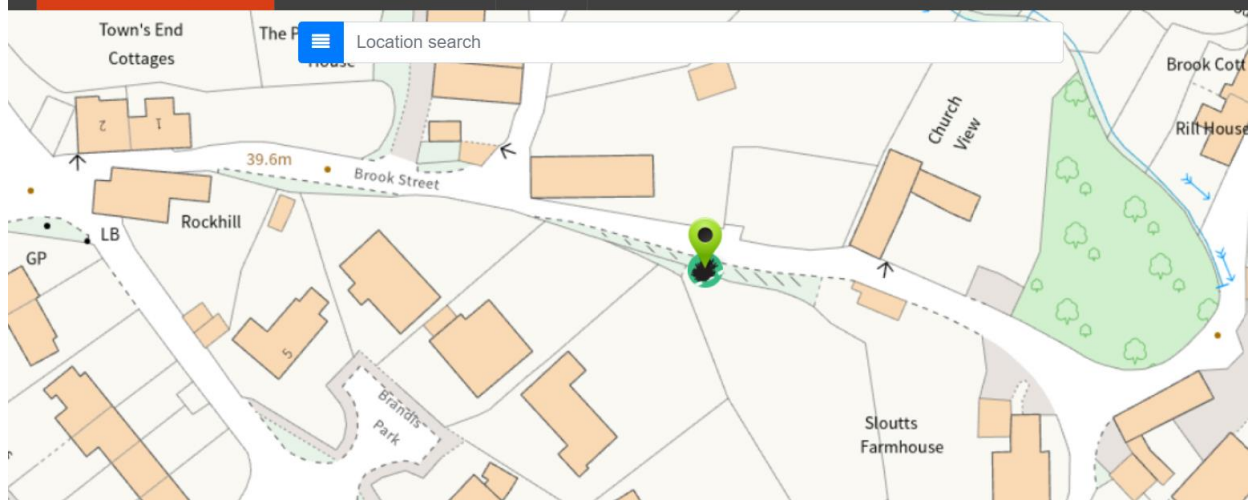 Town's End
Cottages
The P
House
Location search
Brook Cott
Rill House
Church
View
2
1
39.6m
Brook Street
Rockhill
LB
GP
5
Brandis
Park
Sloutts
Farmhouse